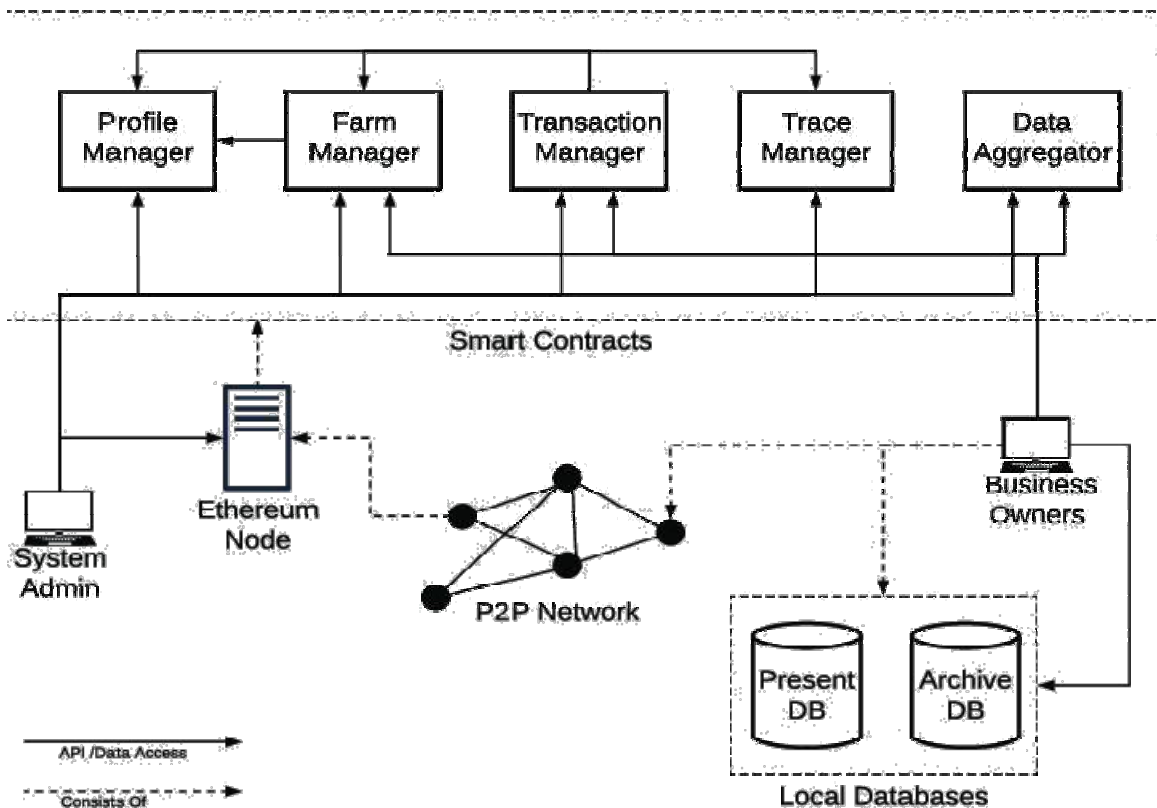 Profile
Manager
Farm
Manager
Transaction
Manager
Trace
Manager
Data
Aggregator
Smart Contracts
Ethereum
Node
System
Admin
P2P Network
Business
Owners
Present
DB
Archive
DB
Local Databases
API /Data Access
Consists Of